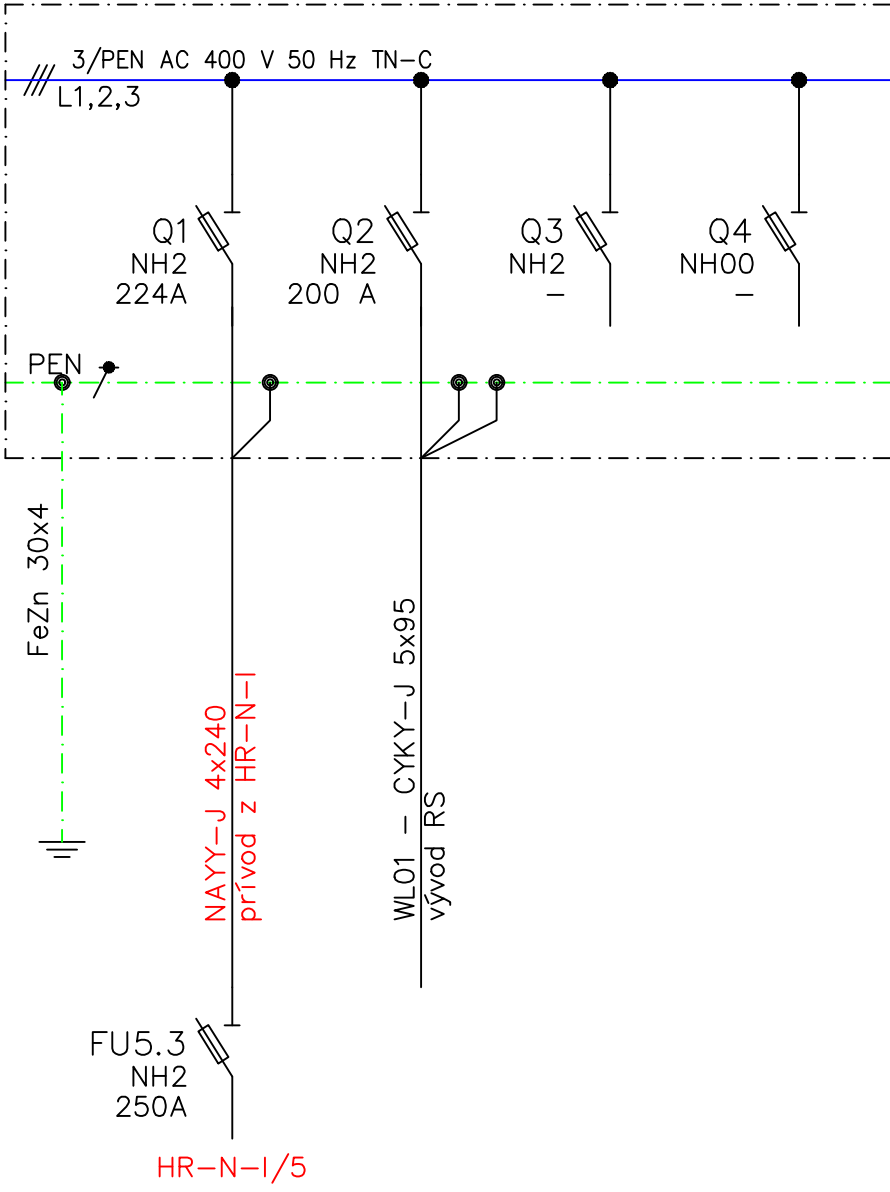 3/PEN AC 400 V 50 Hz TN-C
L1,2,3
Q1
NH2
224A
Q2
NH2
200 A
Q3
NH2
-
Q4
NH00
-
PEN
FeZn 30x4
NAYY-J 4x240
prívod z HR-N-I
WL01 - CYKY-J 5x95
vývod RS
FU5.3
NH2
250A
HR-N-I/5